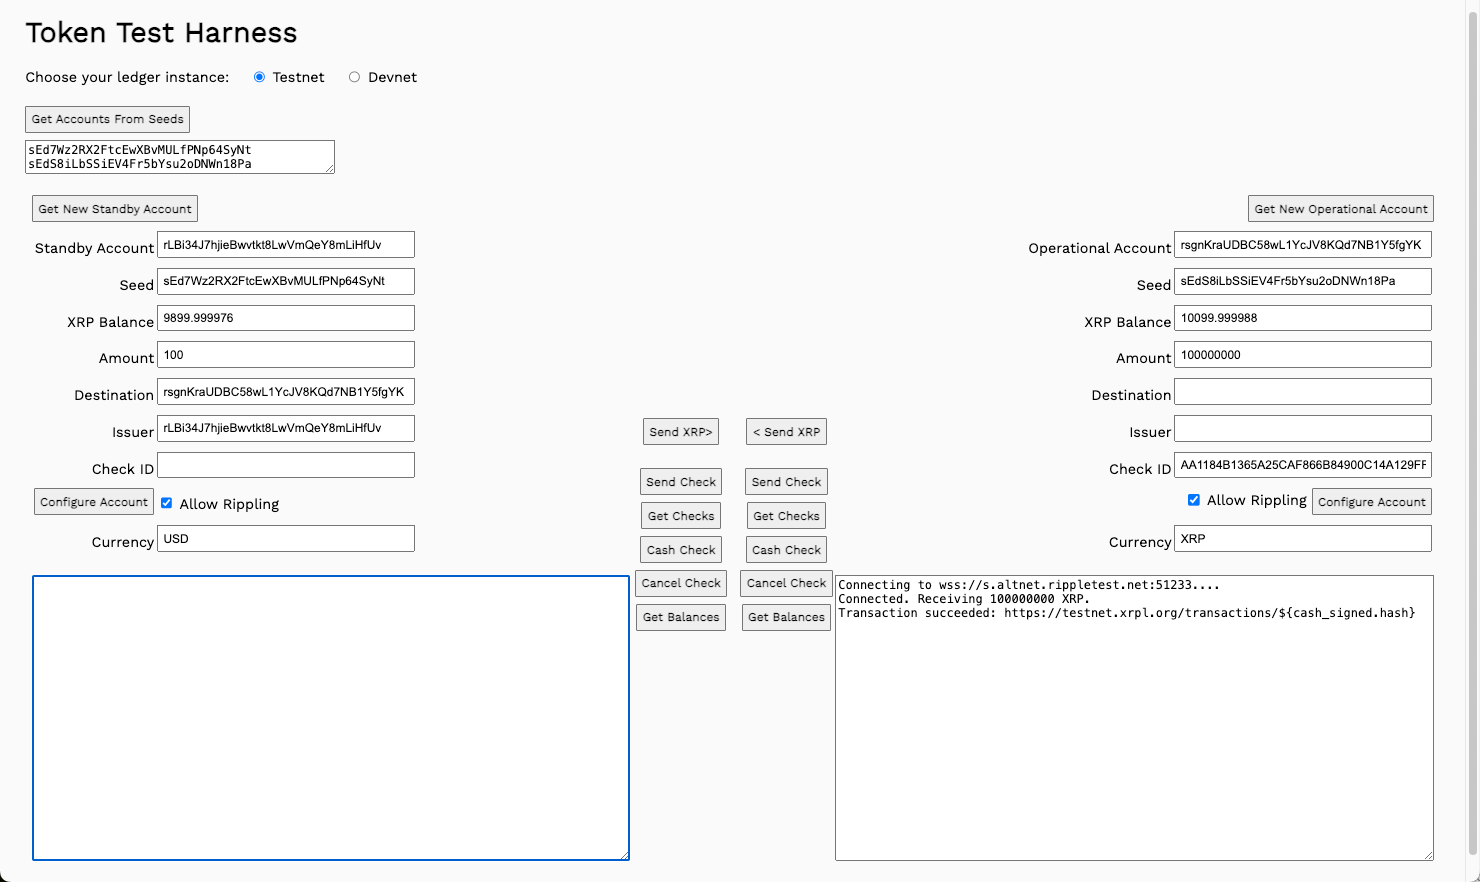 Token Test Harness
Choose your ledger instance: Testnet Devnet
Get Accounts From Seeds
sEd7Wz2RX2FtcEwXBvMULfPNp64SyNt
sEdS8iLbSSiEV4Fr5bYsu2oDNWn18Pa
Get New Standby Account
Get New Operational Account
Standby Account rLBi34J7hjieBwvtkt8LwVmQeY8mLiHfUv
Operational Account rsgnKraUDBC58wL1YcJV8KQd7NB1Y5fgYK
Seed sEd7Wz2RX2FtcEwXBvMULfPNp64SyNt
Seed sEdS8iLbSSiEV4Fr5bYsu2oDNWn18Pa
XRP Balance 9899.999976
XRP Balance 10099.999988
Amount 100
Amount 100000000
Destination rsgnKraUDBC58wL1YcJV8KQd7NB1Y5fgYK
Destination
Issuer rLBi34J7hjieBwvtkt8LwVmQeY8mLiHfUv
Send XRP> < Send XRP
Issuer
Check ID
Check ID AA1184B1365A25CAF866B84900C14A129FF
Send Check Send Check
Configure Account Allow Rippling
Allow Rippling Configure Account
Get Checks Get Checks
Currency USD
Currency XRP
Cash Check Cash Check
Cancel Check Cancel Check
Get Balances Get Balances
Connecting to wss://s.altnet.rippletest.net:51233....
Connected. Receiving 100000000 XRP.
Transaction succeeded: https://testnet.xrpl.org/transactions/${cash_signed.hash}